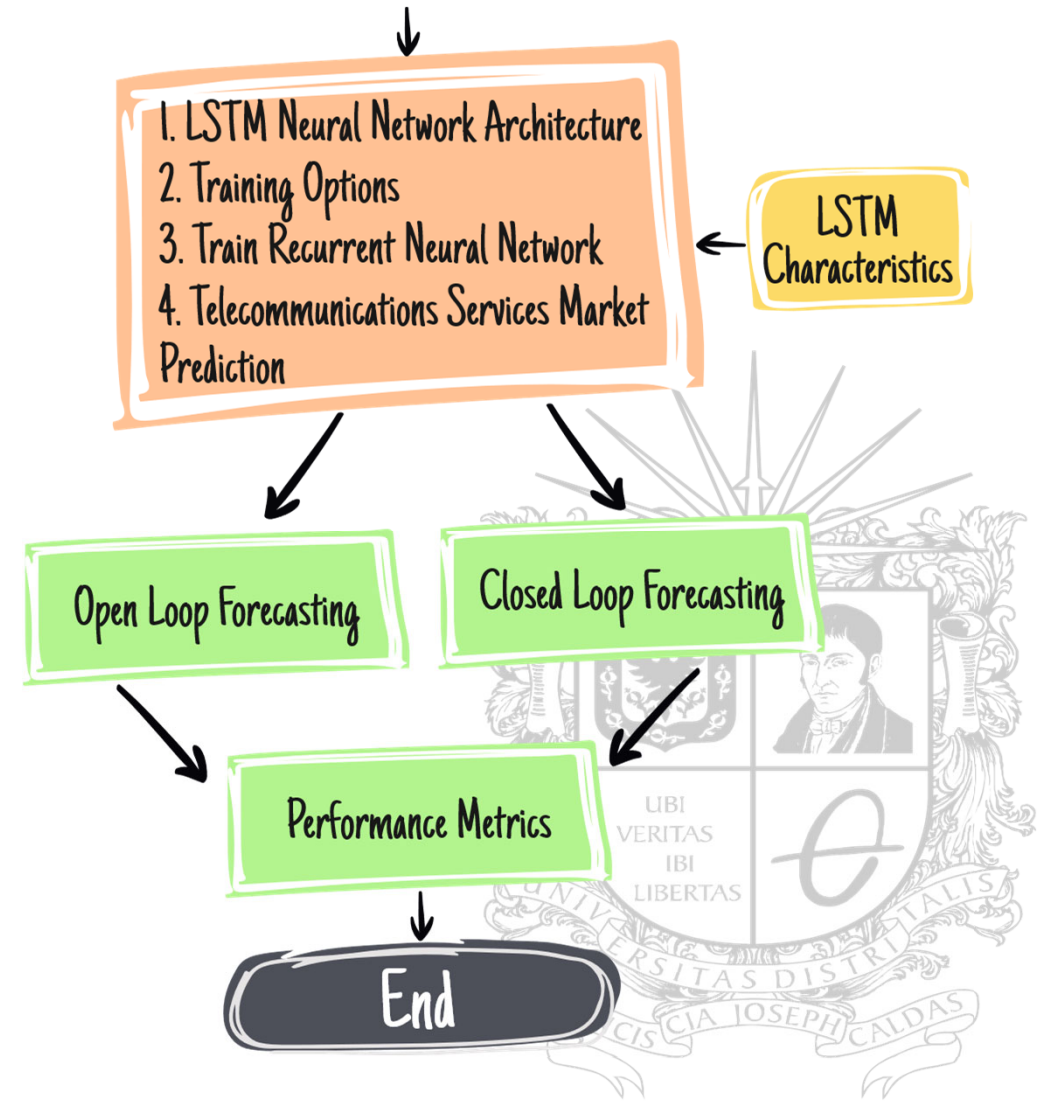 1. LSTM Neural Network Architecture
2. Training Options
3. Train Recurrent Neural Network
4. Telecommunications Services Market
Prediction
LSTM
Characteristics
Open Loop Forecasting
Closed Loop Forecasting
Performance Metrics
End
UBI
VERITAS
IBI
LIBERTAS
UNIVERSITAS DISTRITALIS
CIS
CIA JOSEPH CALDAS